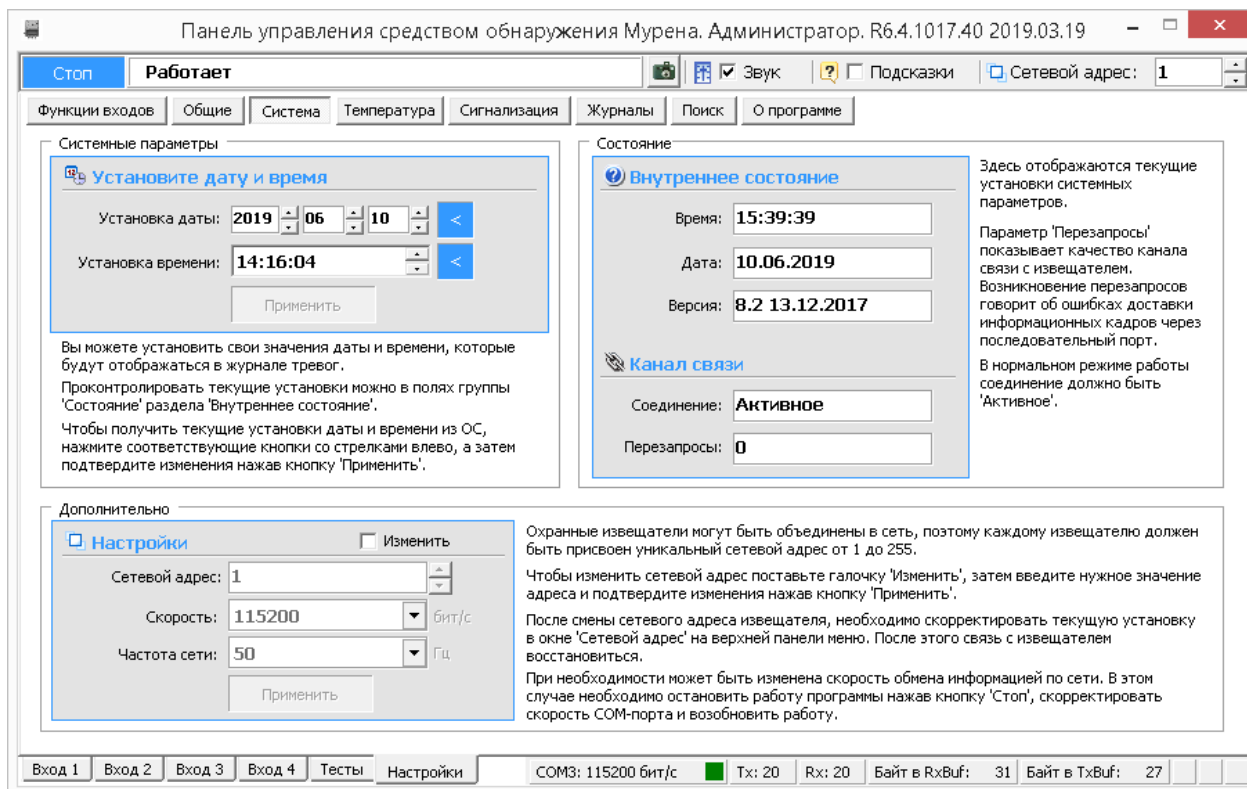 Панель управления средством обнаружения Мурена. Администратор. R6.4.1017.40 2019.03.19
Стоп Работает Звук Подсказки Сетевой адрес: 1
Функции входов Общие Система Температура Сигнализация Журналы Поиск О программе
Системные параметры
Установите дату и время
Установка даты: 2019 06 10 <
Установка времени: 14:16:04 <
Применить
Вы можете установить свои значения даты и времени, которые
будут отображаться в журнале тревог.
Проконтролировать текущие установки можно в полях группы
'Состояние' раздела 'Внутреннее состояние'.
Чтобы получить текущие установки даты и времени из ОС,
нажмите соответствующие кнопки со стрелками влево, а затем
подтвердите изменения нажав кнопку 'Применить'.
Состояние
Внутреннее состояние
Время: 15:39:39
Дата: 10.06.2019
Версия: 8.2 13.12.2017
Канал связи
Соединение: Активное
Перезапросы: 0
Здесь отображаются текущие
установки системных
параметров.
Параметр 'Перезапросы'
показывает качество канала
связи с извещателем.
Возникновение перезапросов
говорит об ошибках доставки
информационных кадров через
последовательный порт.
В нормальном режиме работы
соединение должно быть
'Активное'.
Дополнительно
Настройки Изменить
Сетевой адрес: 1
Скорость: 115200 бит/с
Частота сети: 50 Гц
Применить
Охранные извещатели могут быть объединены в сеть, поэтому каждому извещателю должен
быть присвоен уникальный сетевой адрес от 1 до 255.
Чтобы изменить сетевой адрес поставьте галочку 'Изменить', затем введите нужное значение
адреса и подтвердите изменения нажав кнопку 'Применить'.
После смены сетевого адреса извещателя, необходимо скорректировать текущую установку
в окне 'Сетевой адрес' на верхней панели меню. После этого связь с извещателем
восстановиться.
При необходимости может быть изменена скорость обмена информацией по сети. В этом
случае необходимо остановить работу программы нажав кнопку 'Стоп', скорректировать
скорость COM-порта и возобновить работу.
Вход 1 Вход 2 Вход 3 Вход 4 Тесты Настройки COM3: 115200 бит/с Tx: 20 Rx: 20 Байт в RxBuf: 31 Байт в TxBuf: 27